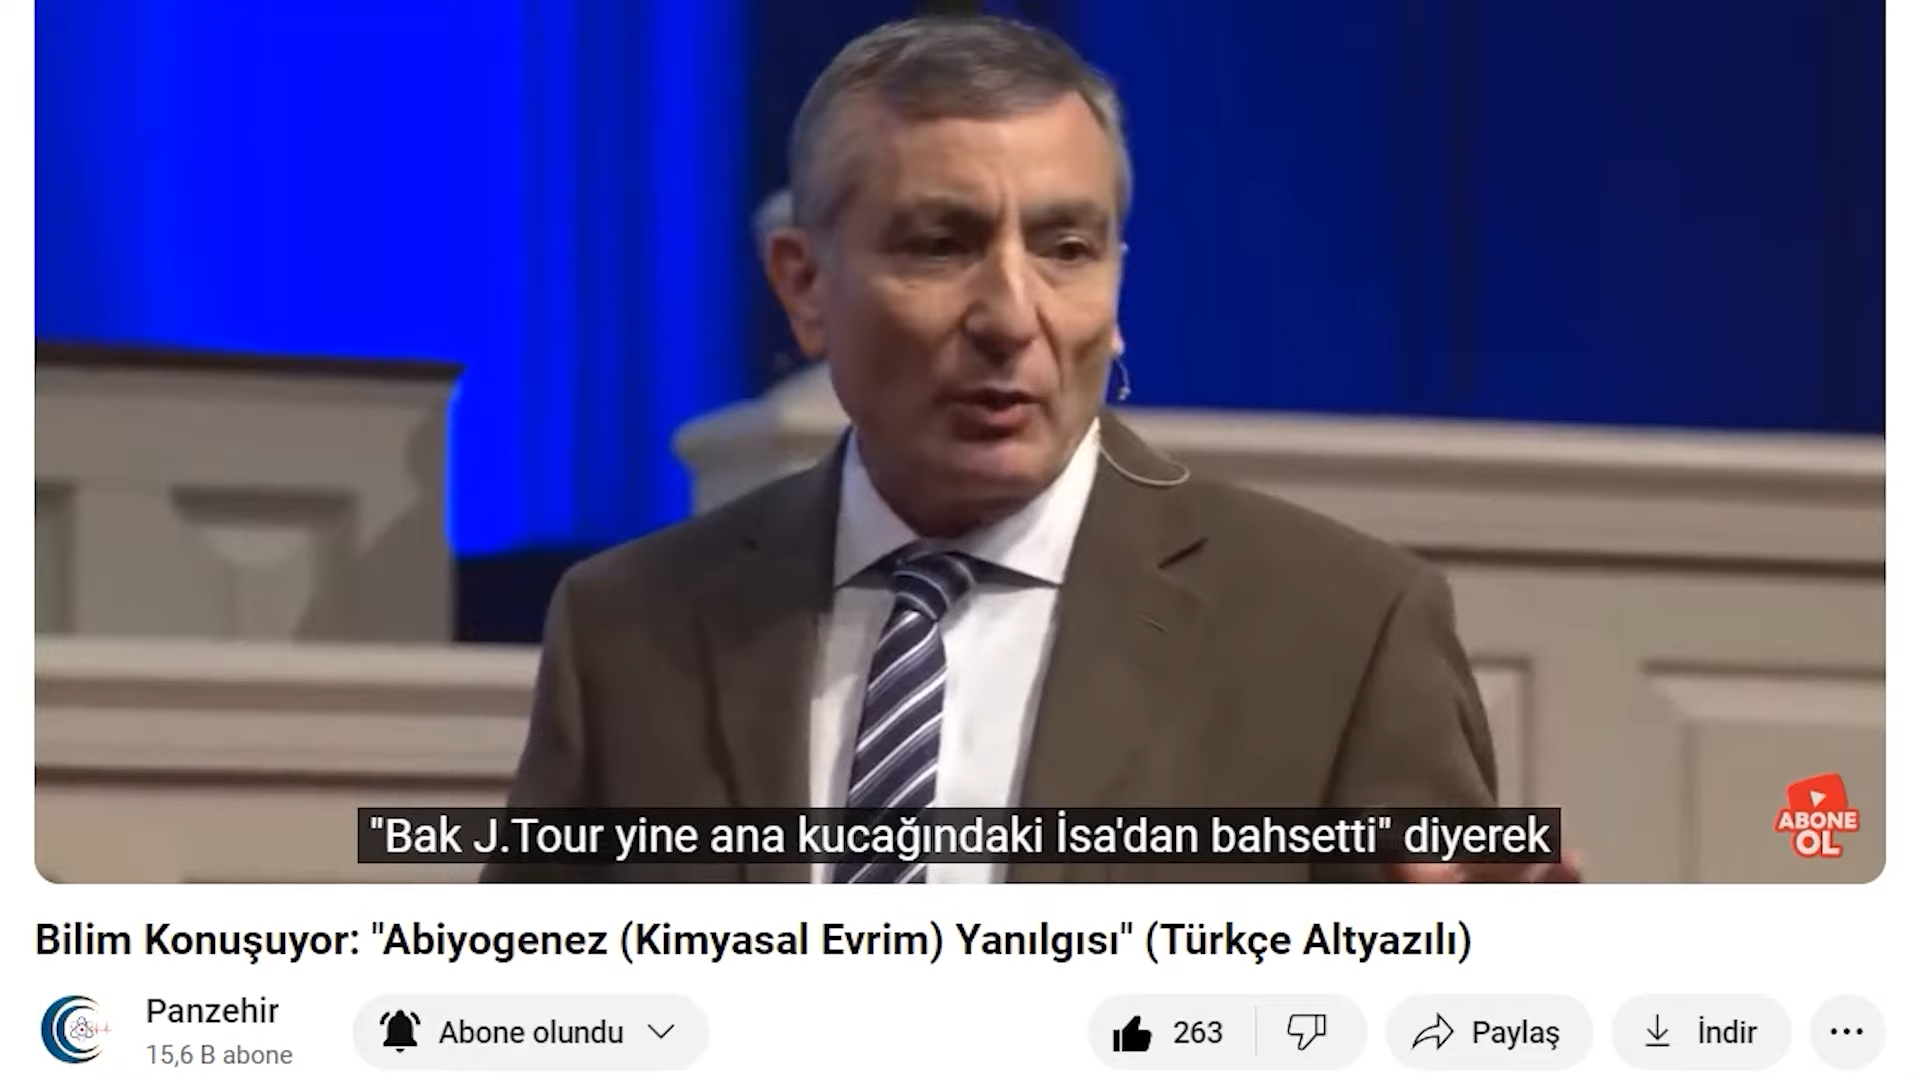 "Bak J.Tour yine ana kucağındaki İsa'dan bahsetti" diyerek
ABONE
OL
Bilim Konuşuyor: "Abiyogenez (Kimyasal Evrim) Yanılgısı" (Türkçe Altyazılı)
Panzehir
15,6 B abone
Abone olundu
263
Paylaş
İndir